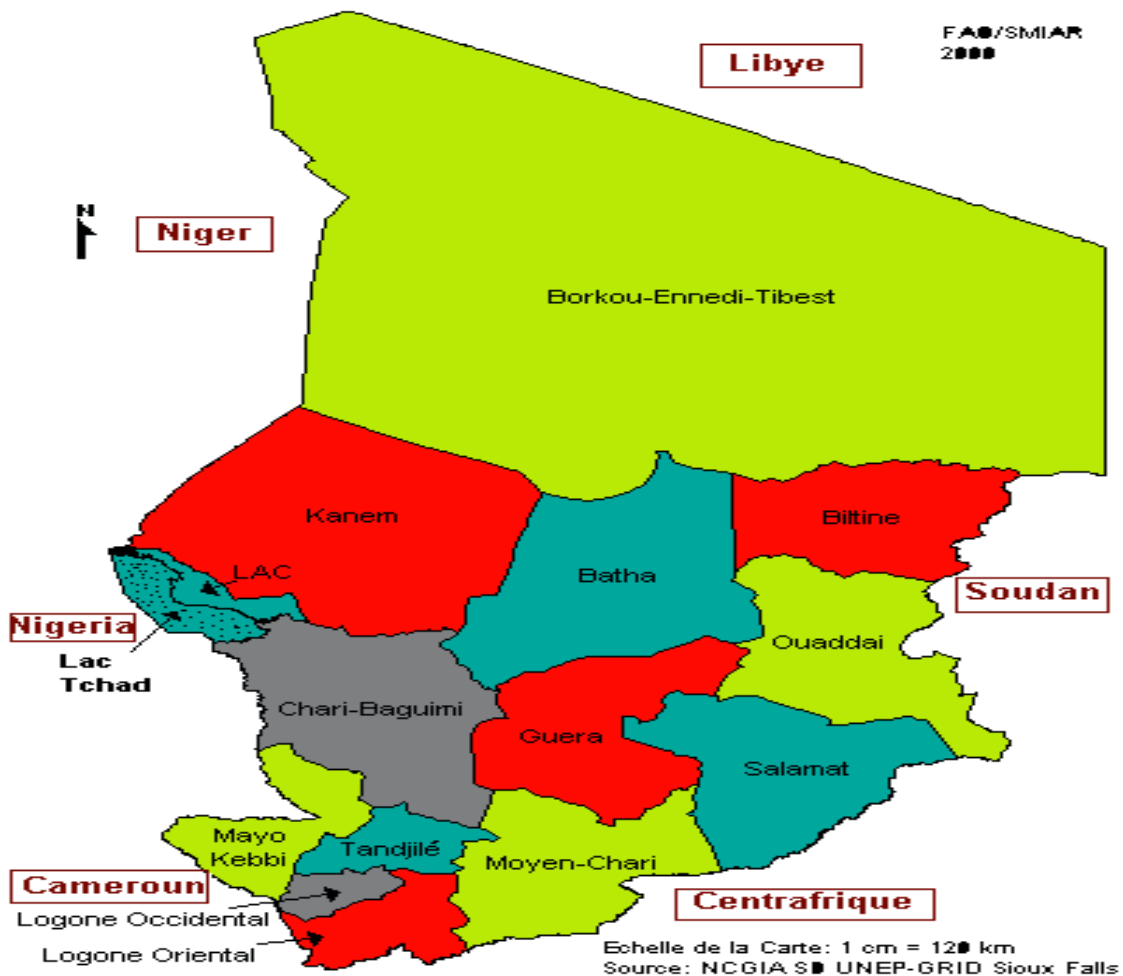 FAO/SMIAR
2000
Libye
N
Niger
Borkou-Ennedi-Tibest
Kanem
Biltine
LAC
Batha
Soudan
Nigeria
Ouaddai
Lac
Tchad
Chari-Baguimi
Guera
Salamat
Mayo
Kebbi
Tandjilé
Moyen-Chari
Cameroun
Centrafrique
Logone Occidental
Logone Oriental
Echelle de la Carte: 1 cm = 120 km
Source: NCGIA SB UNEP-GRID Sioux Falls